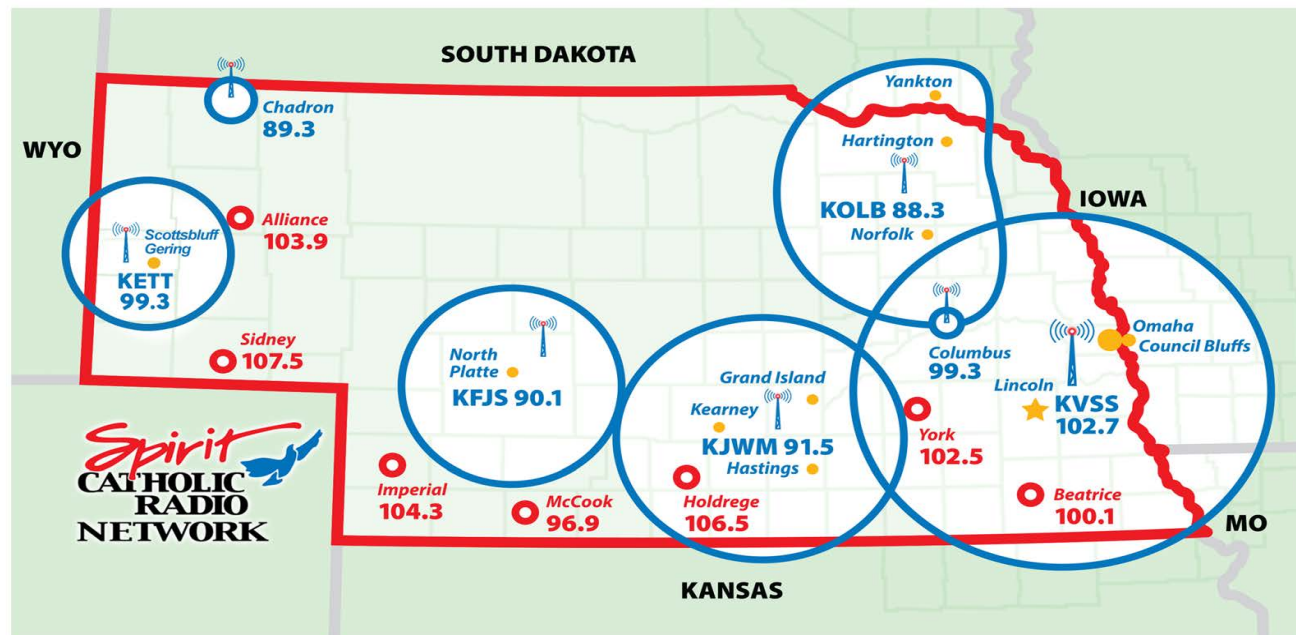 SOUTH DAKOTA
WYO
IOWA
MO
KANSAS
Chadron
89.3
Scottsbluff
Gering
KETT
99.3
Alliance
103.9
Sidney
107.5
North
Platte
KFJS 90.1
Imperial
104.3
McCook
96.9
Grand Island
Kearney
KJWM 91.5
Hastings
Holdrege
106.5
Yankton
Hartington
KOLB 88.3
Norfolk
Columbus
99.3
York
102.5
Omaha
Council Bluffs
Lincoln
KVSS
102.7
Beatrice
100.1
Spirit
CATHOLIC
RADIO
NETWORK